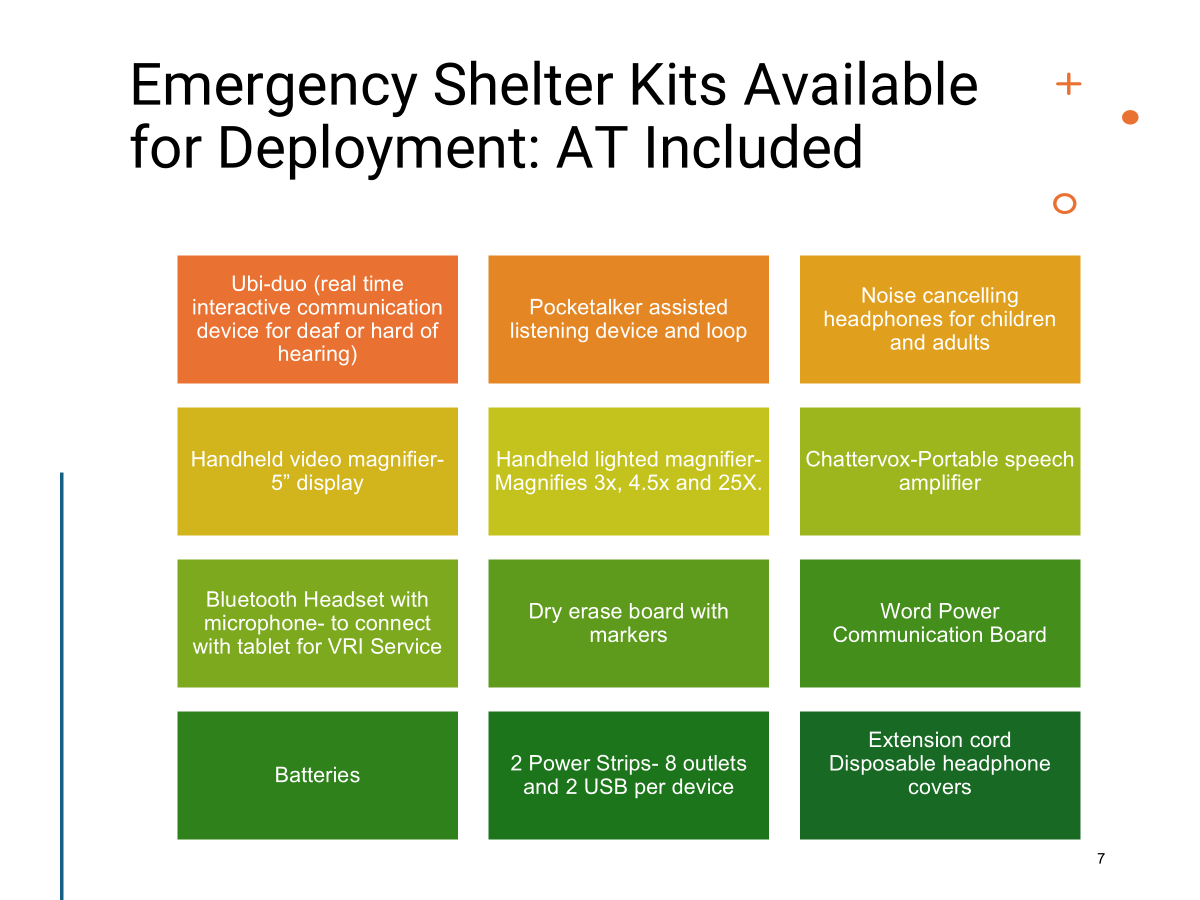 Emergency Shelter Kits Available
for Deployment: AT Included
Ubi-duo (real time
interactive communication
device for deaf or hard of
hearing)
Pocketalker assisted
listening device and loop
Noise cancelling
headphones for children
and adults
Handheld video magnifier-
5” display
Handheld lighted magnifier-
Magnifies 3x, 4.5x and 25X.
Chattervox-Portable speech
amplifier
Bluetooth Headset with
microphone- to connect
with tablet for VRI Service
Dry erase board with
markers
Word Power
Communication Board
Batteries
2 Power Strips- 8 outlets
and 2 USB per device
Extension cord
Disposable headphone
covers
7